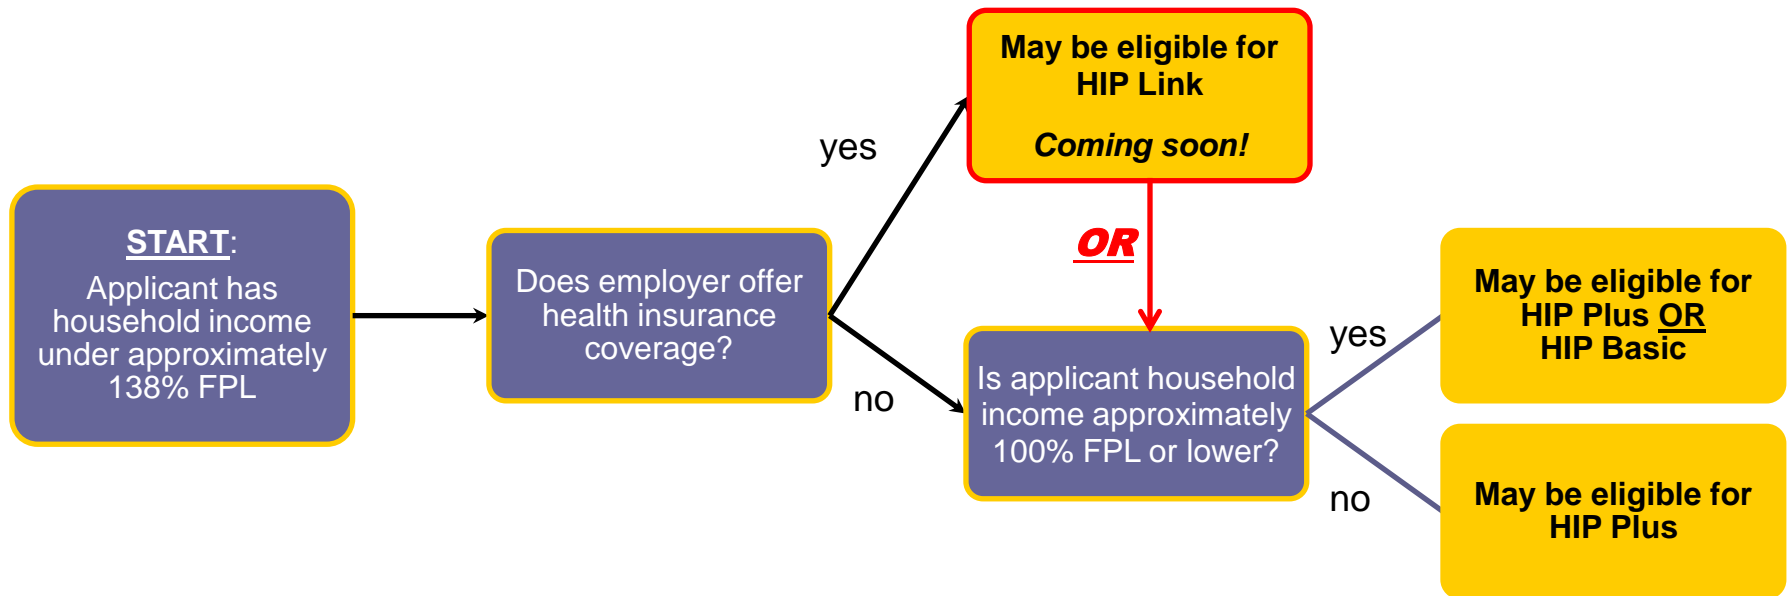 START:
Applicant has
household income
under approximately
138% FPL
Does employer offer
health insurance
coverage?
yes
no
May be eligible for
HIP Link
Coming soon!
OR
Is applicant household
income approximately
100% FPL or lower?
yes
no
May be eligible for
HIP Plus OR
HIP Basic
May be eligible for
HIP Plus